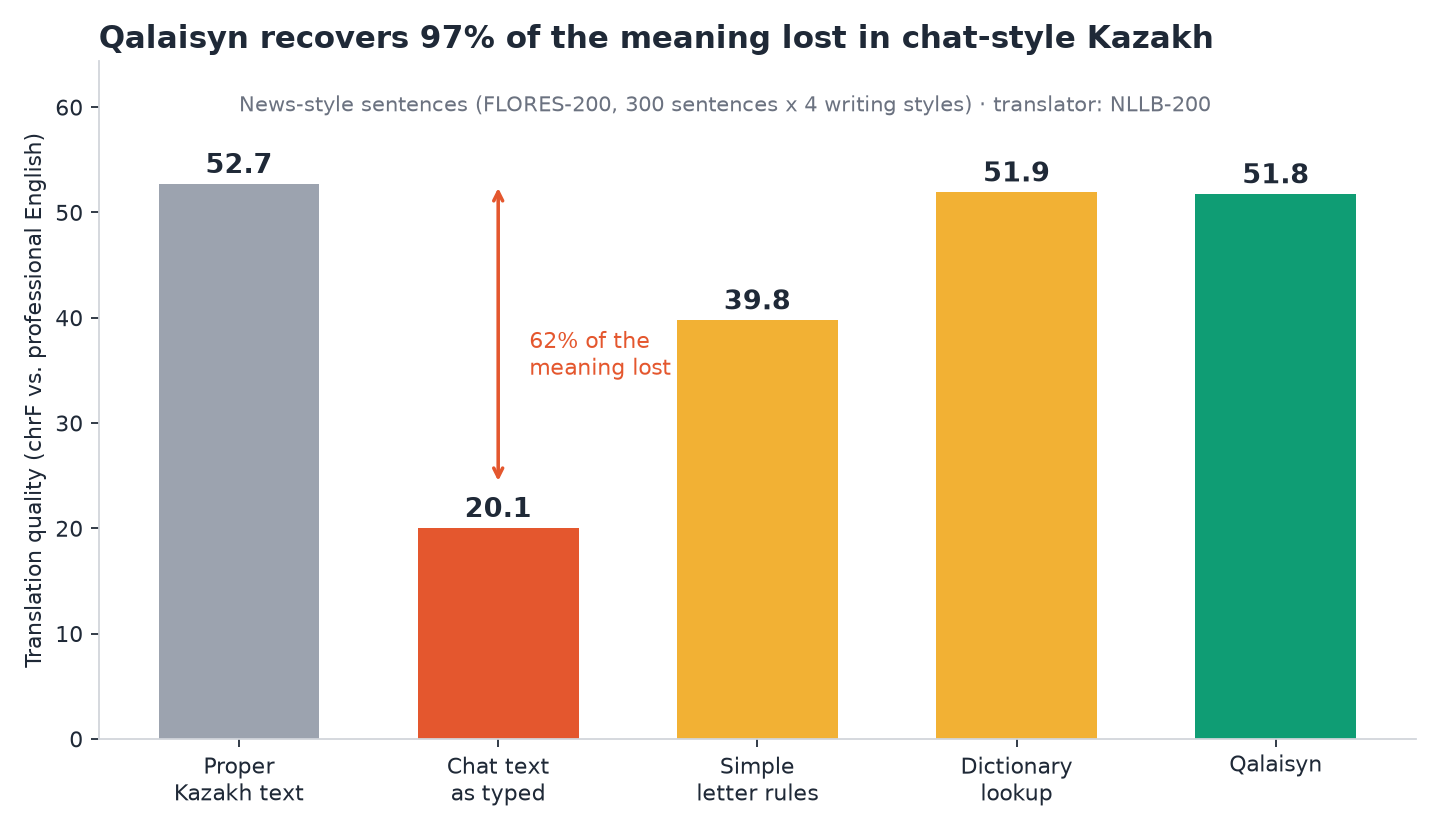 Qalaisyn recovers 97% of the meaning lost in chat-style Kazakh
News-style sentences (FLORES-200, 300 sentences x 4 writing styles) · translator: NLLB-200
Translation quality (chrF vs. professional English)
60
50
40
30
20
10
0
52.7
20.1
39.8
51.9
51.8
62% of the
meaning lost
Proper
Kazakh text
Chat text
as typed
Simple
letter rules
Dictionary
lookup
Qalaisyn